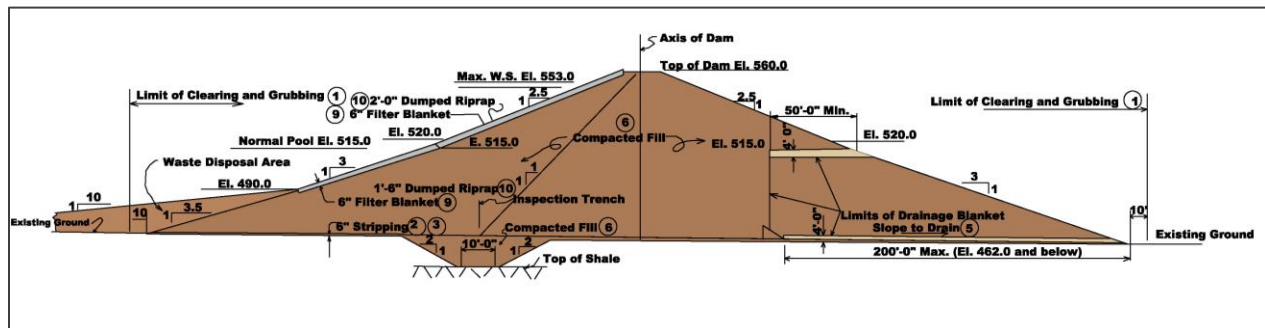 Axis of Dam
Top of Dam El. 560.0
Max. W.S. El. 553.0
2.5
1
2.5
1
Limit of Clearing and Grubbing 1
10 2'-0" Dumped Riprap
9 6" Filter Blanket
50'-0" Min.
Limit of Clearing and Grubbing 1
6
Compacted Fill
El. 520.0
E. 515.0
El. 515.0
4' 0"
El. 520.0
Normal Pool El. 515.0
Waste Disposal Area
3
1
El. 490.0
1
1
3
1
1'-6" Dumped Riprap 10
6" Filter Blanket 9
Inspection Trench
10
1
10
3.5
1
Existing Ground
Limits of Drainage Blanket
Slope to Drain 5
4'-0"
10'
6" Stripping 2 3
Compacted Fill 6
Existing Ground
2
1
10'-0"
2
1
Top of Shale
200'-0" Max. (El. 462.0 and below)